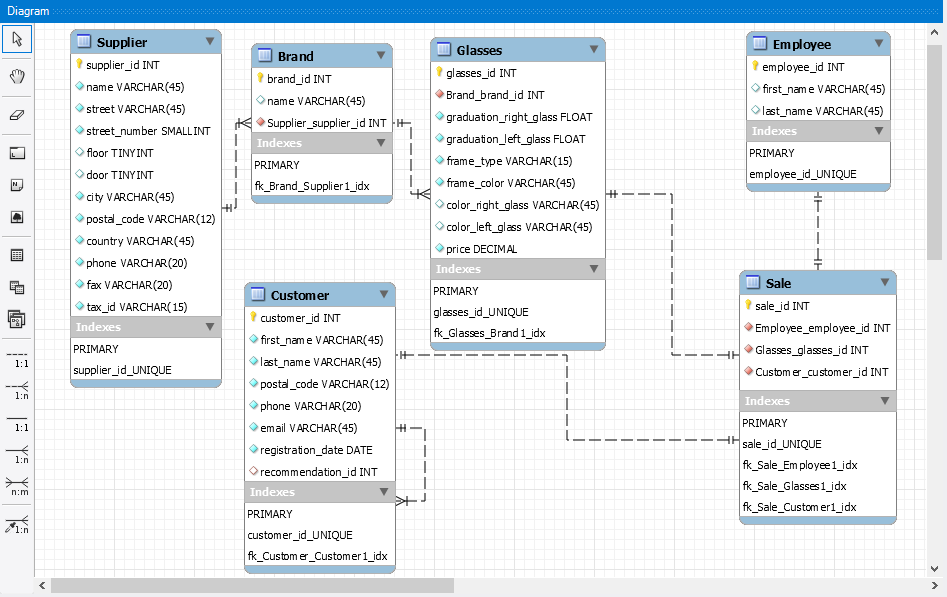 Diagram
Supplier
supplier_id INT
name VARCHAR(45)
street VARCHAR(45)
street_number SMALLINT
floor TINYINT
door TINYINT
city VARCHAR(45)
postal_code VARCHAR(12)
country VARCHAR(45)
phone VARCHAR(20)
fax VARCHAR(20)
tax_id VARCHAR(15)
Indexes
PRIMARY
supplier_id_UNIQUE
Brand
brand_id INT
name VARCHAR(45)
Supplier_supplier_id INT
Indexes
PRIMARY
fk_Brand_Supplier1_idx
Glasses
glasses_id INT
Brand_brand_id INT
graduation_right_glass FLOAT
graduation_left_glass FLOAT
frame_type VARCHAR(15)
frame_color VARCHAR(45)
color_right_glass VARCHAR(45)
color_left_glass VARCHAR(45)
price DECIMAL
Indexes
PRIMARY
glasses_id_UNIQUE
fk_Glasses_Brand1_idx
Employee
employee_id INT
first_name VARCHAR(45)
last_name VARCHAR(45)
Indexes
PRIMARY
employee_id_UNIQUE
Customer
customer_id INT
first_name VARCHAR(45)
last_name VARCHAR(45)
postal_code VARCHAR(12)
phone VARCHAR(20)
email VARCHAR(45)
registration_date DATE
recommendation_id INT
Indexes
PRIMARY
customer_id_UNIQUE
fk_Customer_Customer1_idx
Sale
sale_id INT
Employee_employee_id INT
Glasses_glasses_id INT
Customer_customer_id INT
Indexes
PRIMARY
sale_id_UNIQUE
fk_Sale_Employee1_idx
fk_Sale_Glasses1_idx
fk_Sale_Customer1_idx
1:1
1:n
1:1
1:n
n:m
1:n